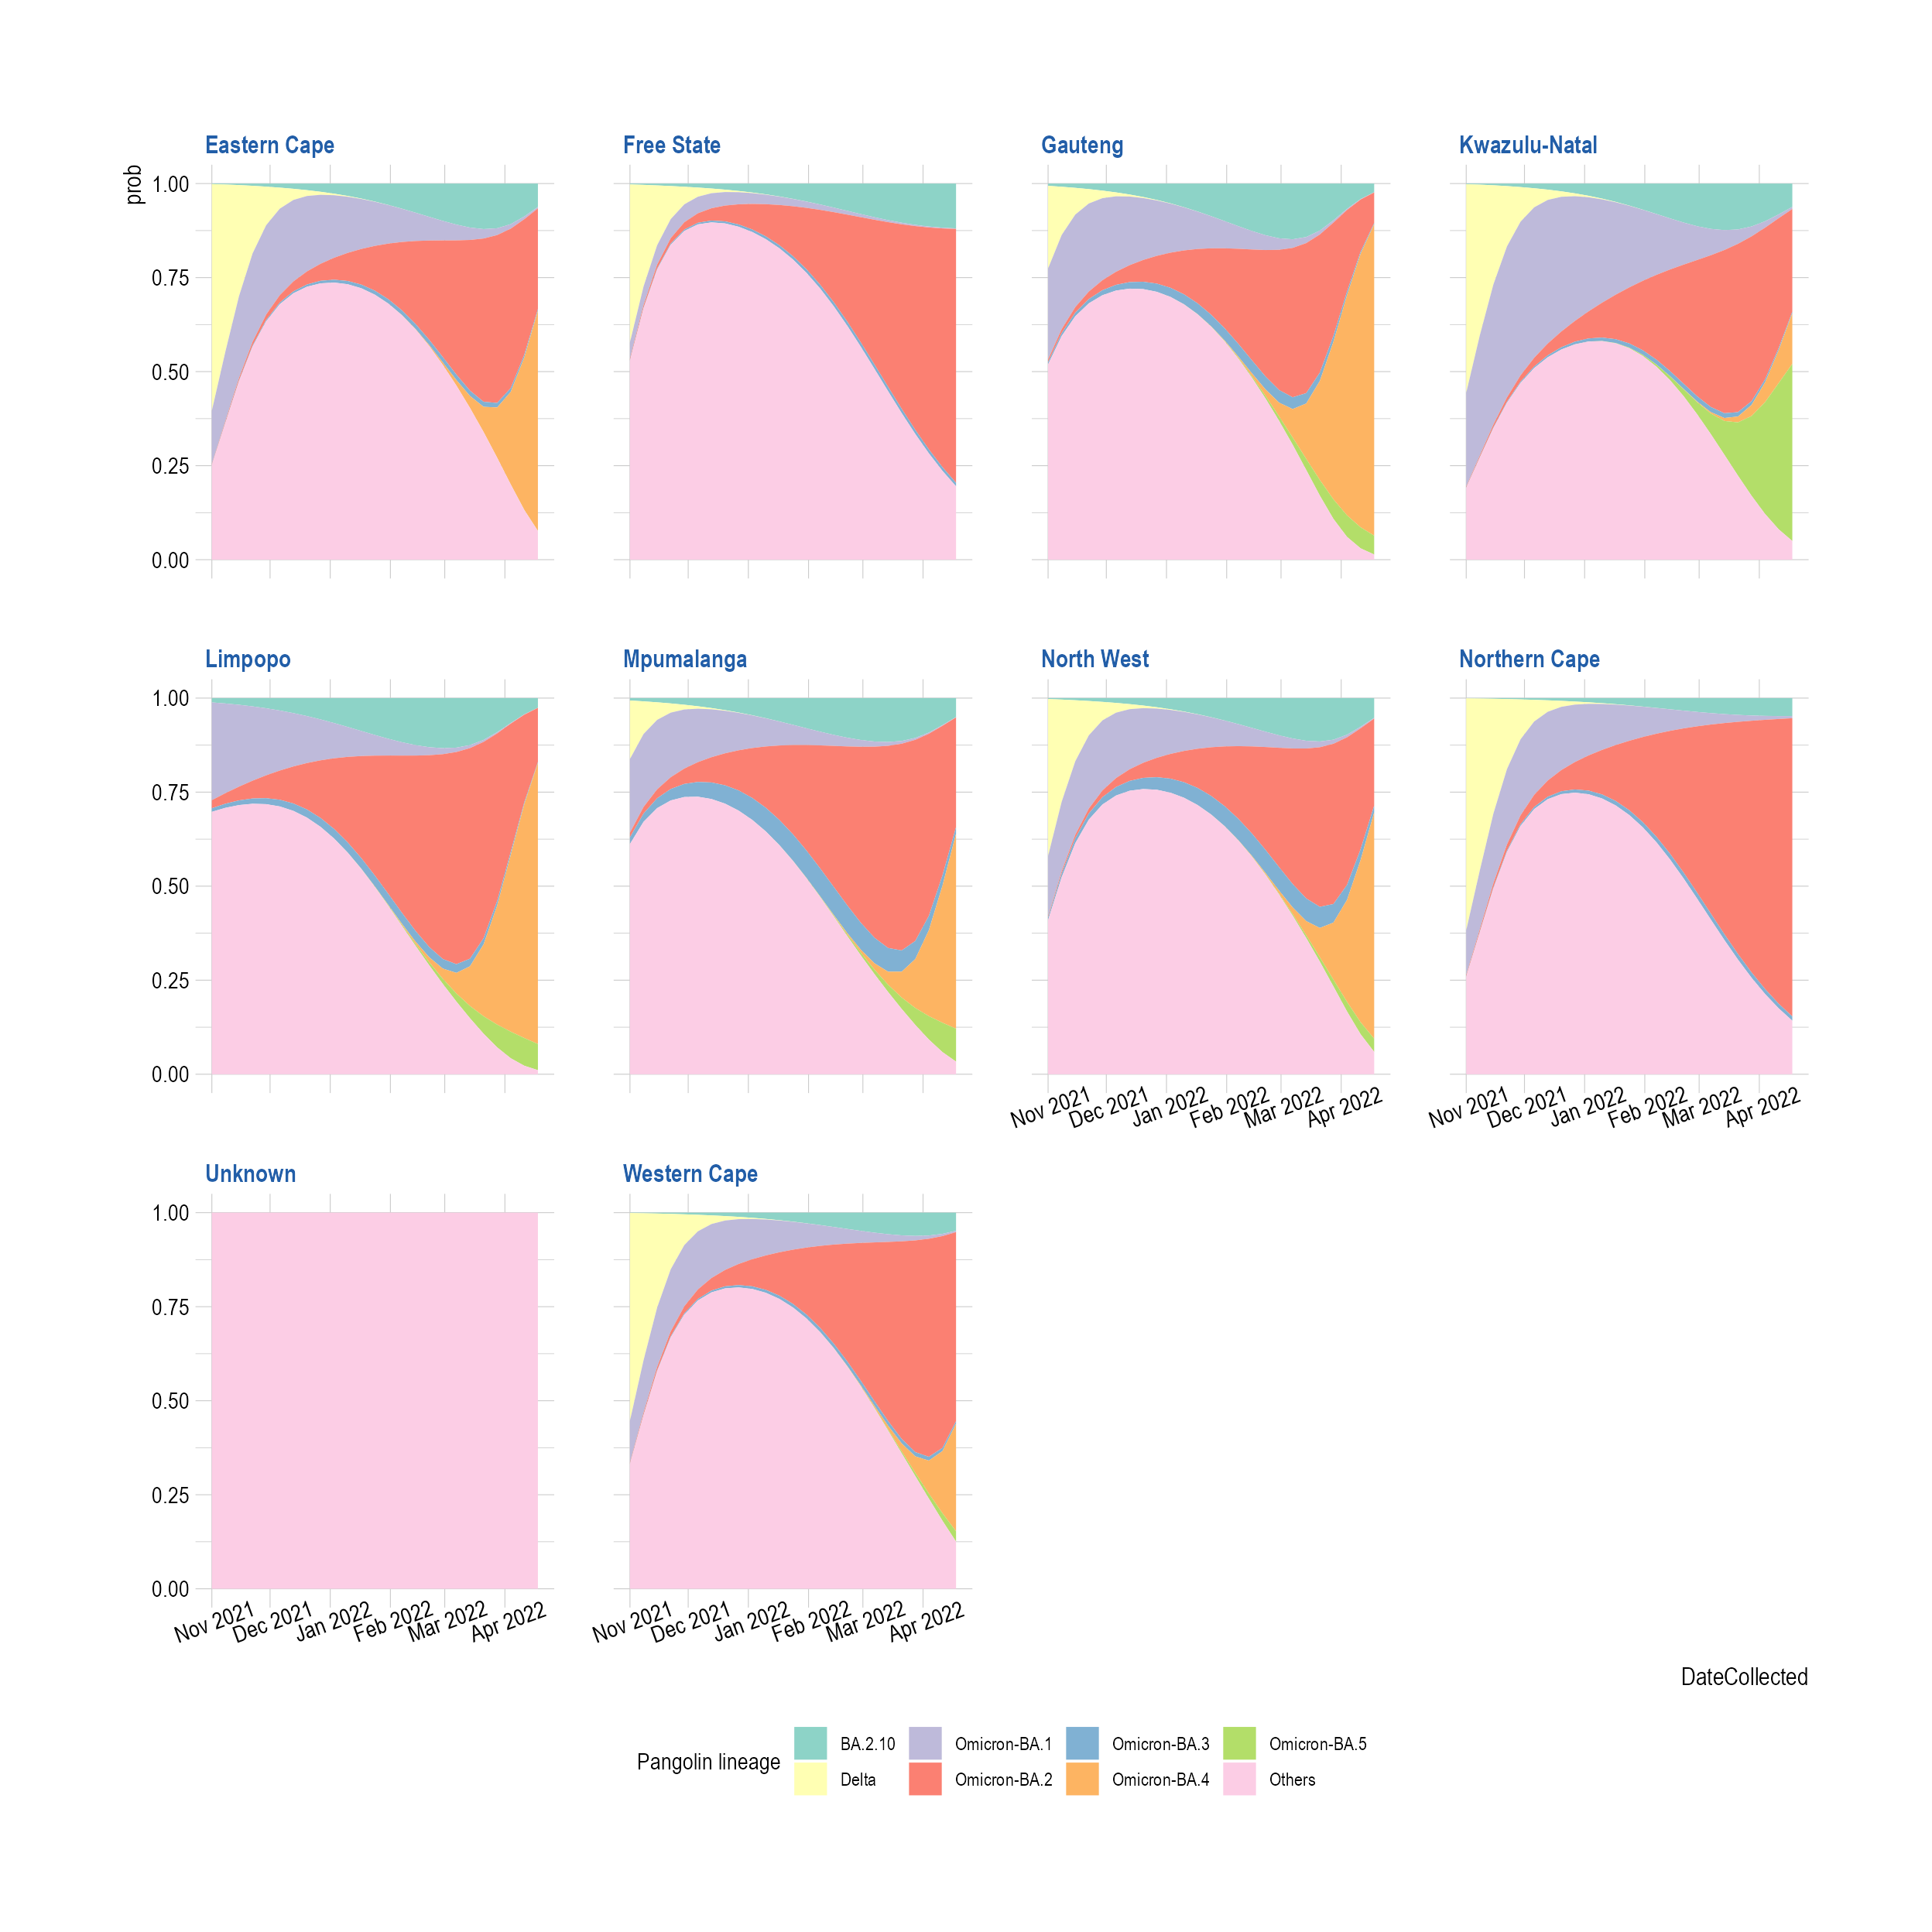 Eastern Cape Free State Gauteng Kwazulu-Natal
prob
1.00
0.75
0.50
0.25
0.00
Limpopo Mpumalanga North West Northern Cape
1.00
0.75
0.50
0.25
0.00
Nov 2021 Dec 2021 Jan 2022 Feb 2022 Mar 2022 Apr 2022 Nov 2021 Dec 2021 Jan 2022 Feb 2022 Mar 2022 Apr 2022
Unknown Western Cape
1.00
0.75
0.50
0.25
0.00
Nov 2021 Dec 2021 Jan 2022 Feb 2022 Mar 2022 Apr 2022 Nov 2021 Dec 2021 Jan 2022 Feb 2022 Mar 2022 Apr 2022
DateCollected
Pangolin lineage
BA.2.10 Omicron-BA.1 Omicron-BA.3 Omicron-BA.5
Delta Omicron-BA.2 Omicron-BA.4 Others